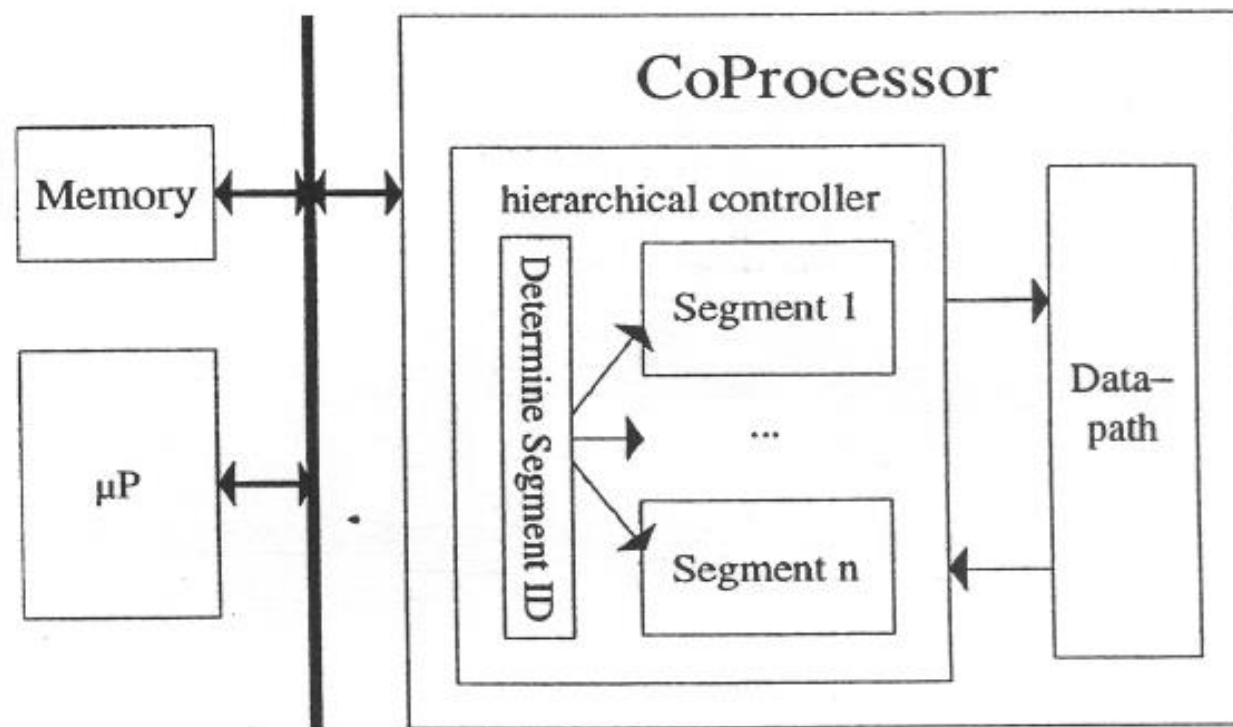 CoProcessor
Memory
hierarchical controller
Determine Segment ID
Segment 1
...
Segment n
Data–
path
µP